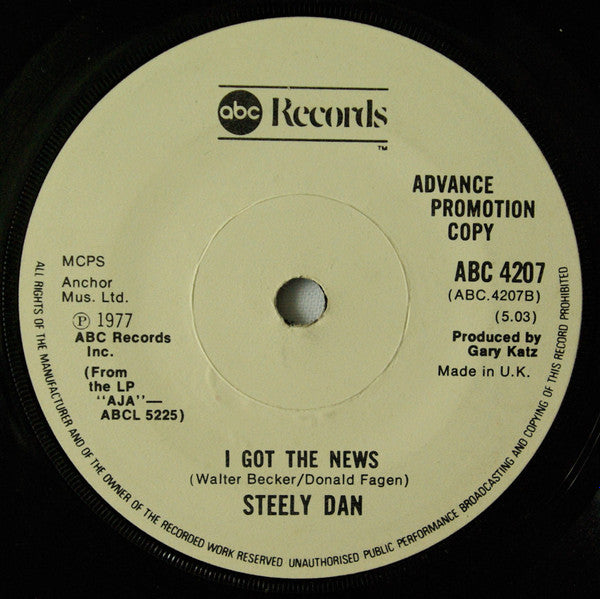 abc Records
TM
ADVANCE
PROMOTION
COPY
MCPS
Anchor
Mus. Ltd.
Ⓟ 1977
ABC Records
Inc.
(From
the LP
"AJA"—
ABCL 5225)
ABC 4207
(ABC.4207B)
(5.03)
Produced by
Gary Katz
Made in U.K.
I GOT THE NEWS
(Walter Becker/Donald Fagen)
STEELY DAN
ALL RIGHTS OF THE MANUFACTURER AND OF THE OWNER OF THE RECORDED WORK RESERVED UNAUTHORISED PUBLIC PERFORMANCE BROADCASTING AND COPYING OF THIS RECORD PROHIBITED